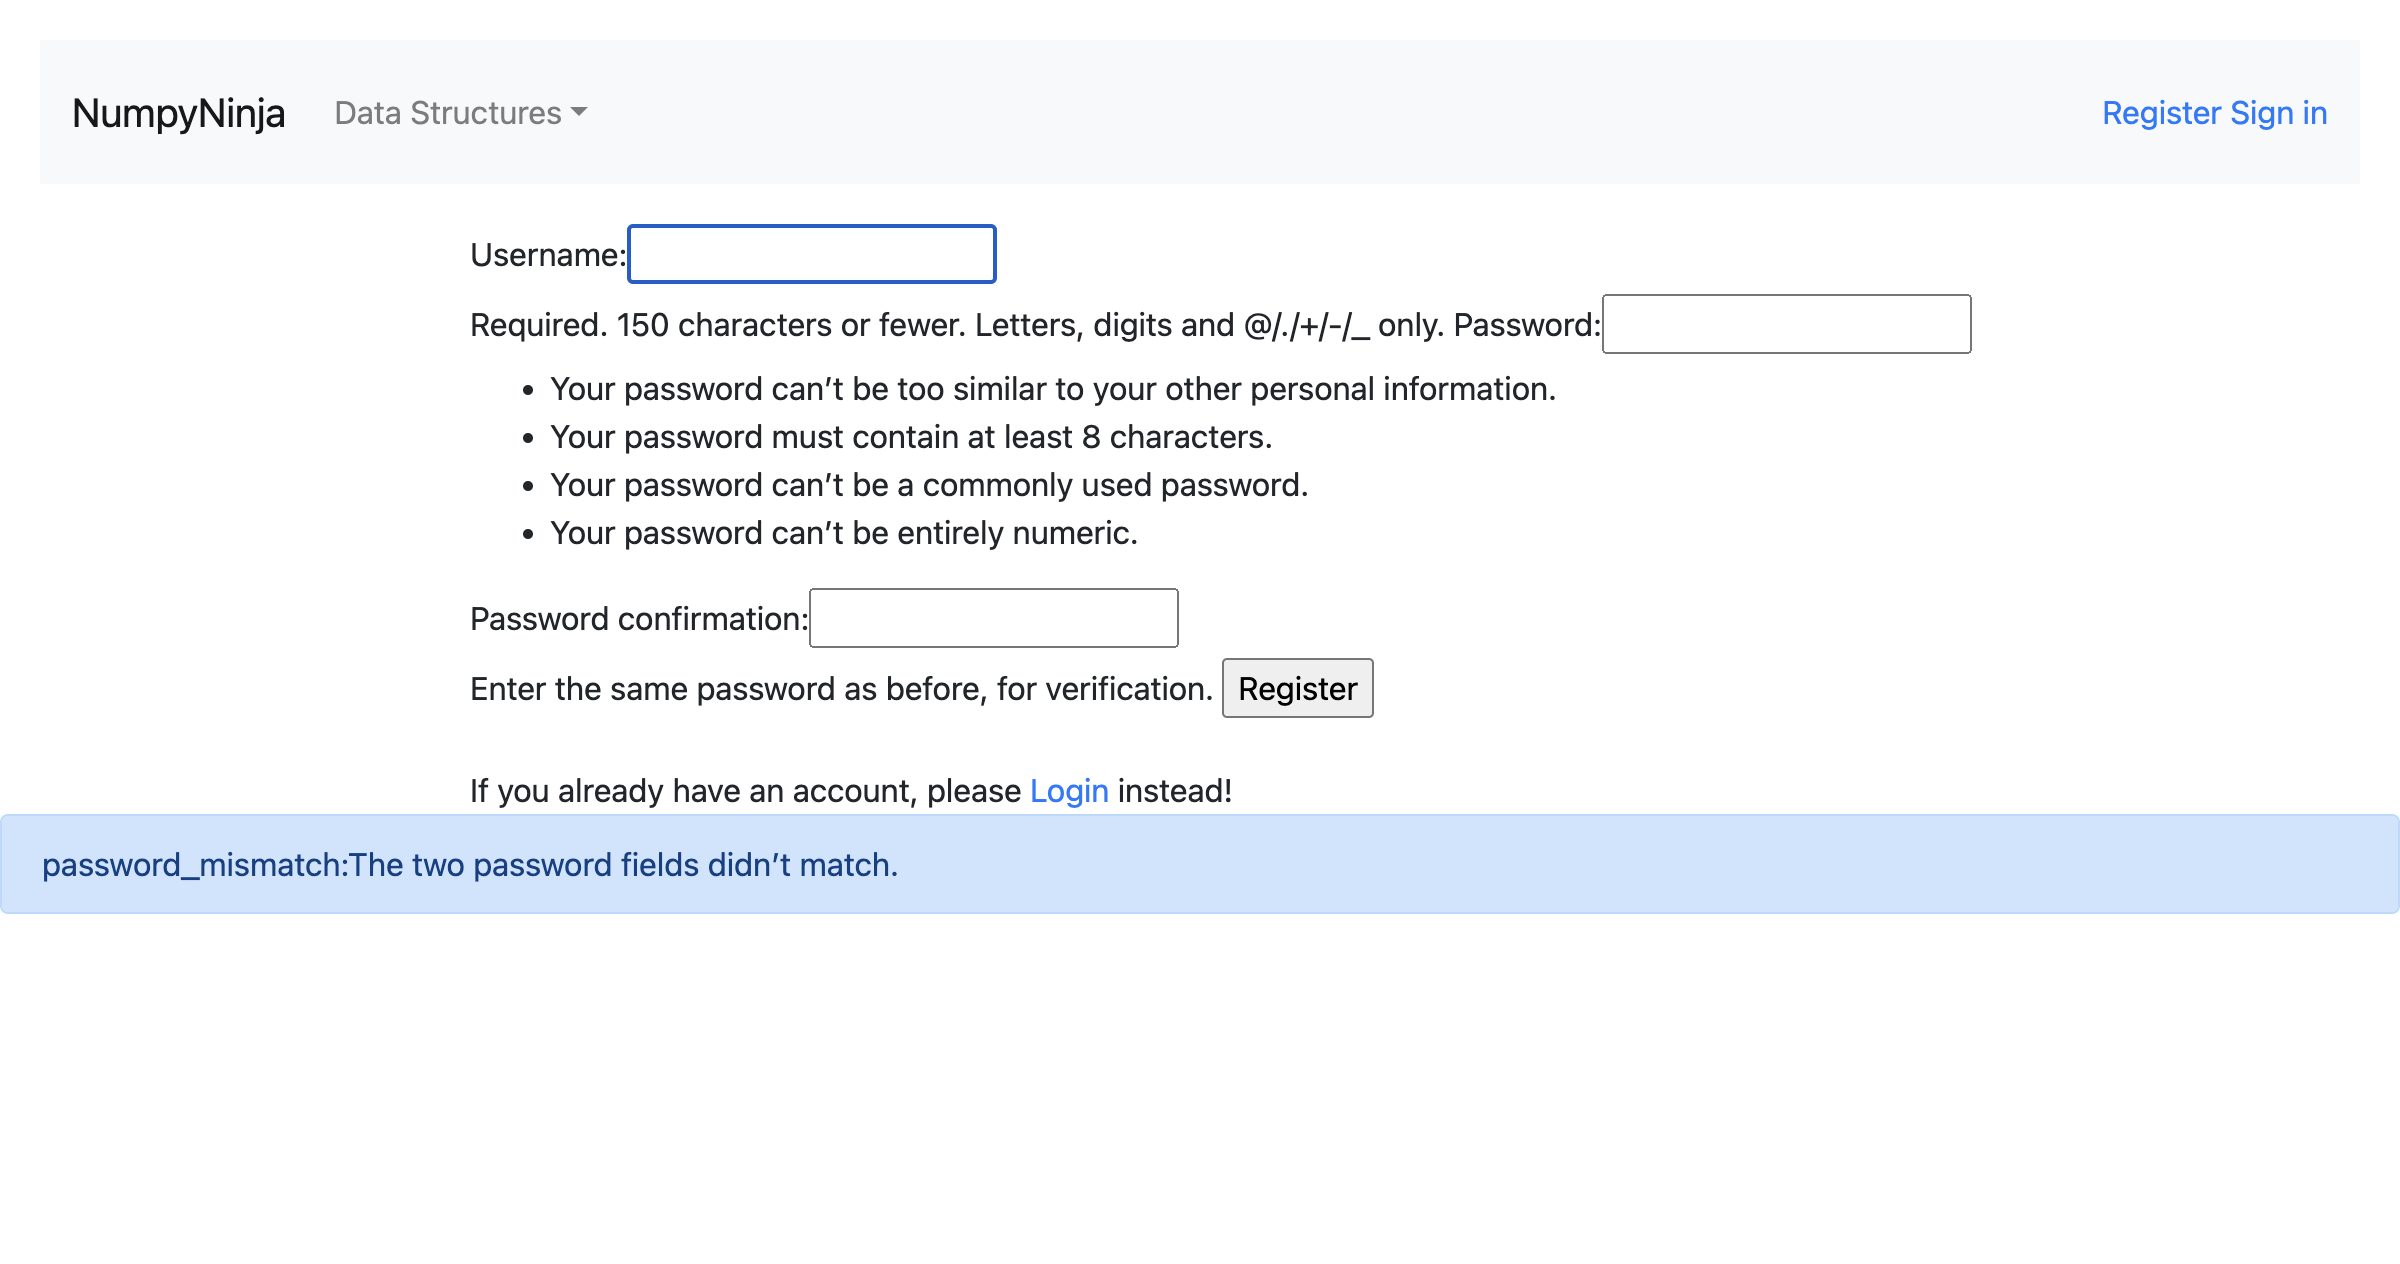 NumpyNinja Data Structures Register Sign in
Username:
Required. 150 characters or fewer. Letters, digits and @/./+/-/_ only. Password:
• Your password can’t be too similar to your other personal information.
• Your password must contain at least 8 characters.
• Your password can’t be a commonly used password.
• Your password can’t be entirely numeric.
Password confirmation:
Enter the same password as before, for verification. Register
If you already have an account, please Login instead!
password_mismatch:The two password fields didn’t match.